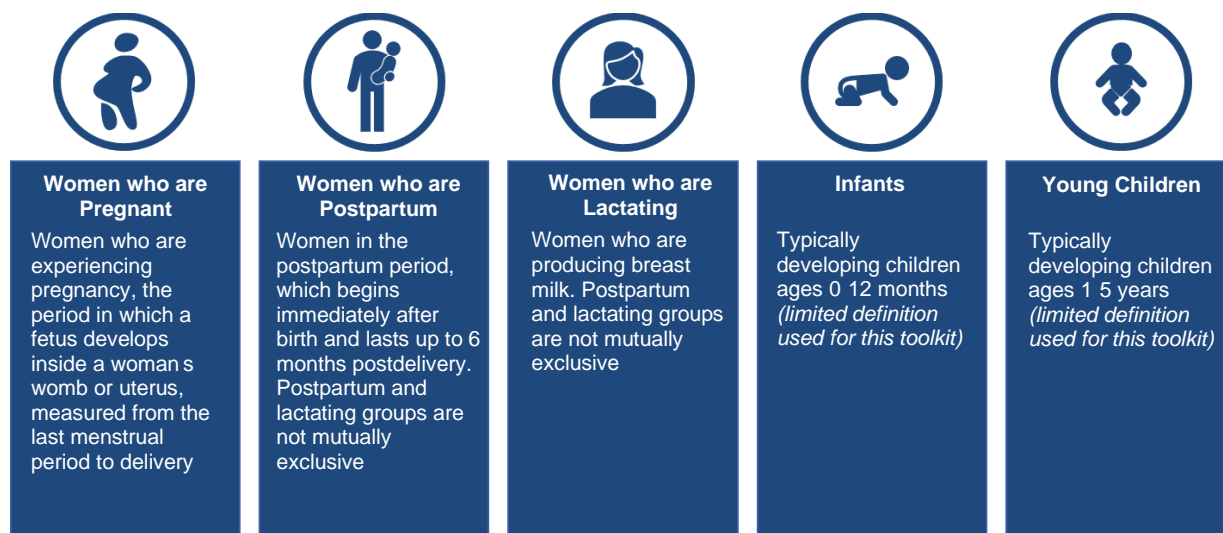 Women who are
Pregnant
Women who are
experiencing
pregnancy, the
period in which a
fetus develops
inside a woman s
womb or uterus,
measured from the
last menstrual
period to delivery
Women who are
Postpartum
Women in the
postpartum period,
which begins
immediately after
birth and lasts up to 6
months postdelivery.
Postpartum and
lactating groups are
not mutually
exclusive
Women who are
Lactating
Women who are
producing breast
milk. Postpartum
and lactating groups
are not mutually
exclusive
Infants
Typically
developing children
ages 0 12 months
(limited definition
used for this toolkit)
Young Children
Typically
developing children
ages 1 5 years
(limited definition
used for this toolkit)